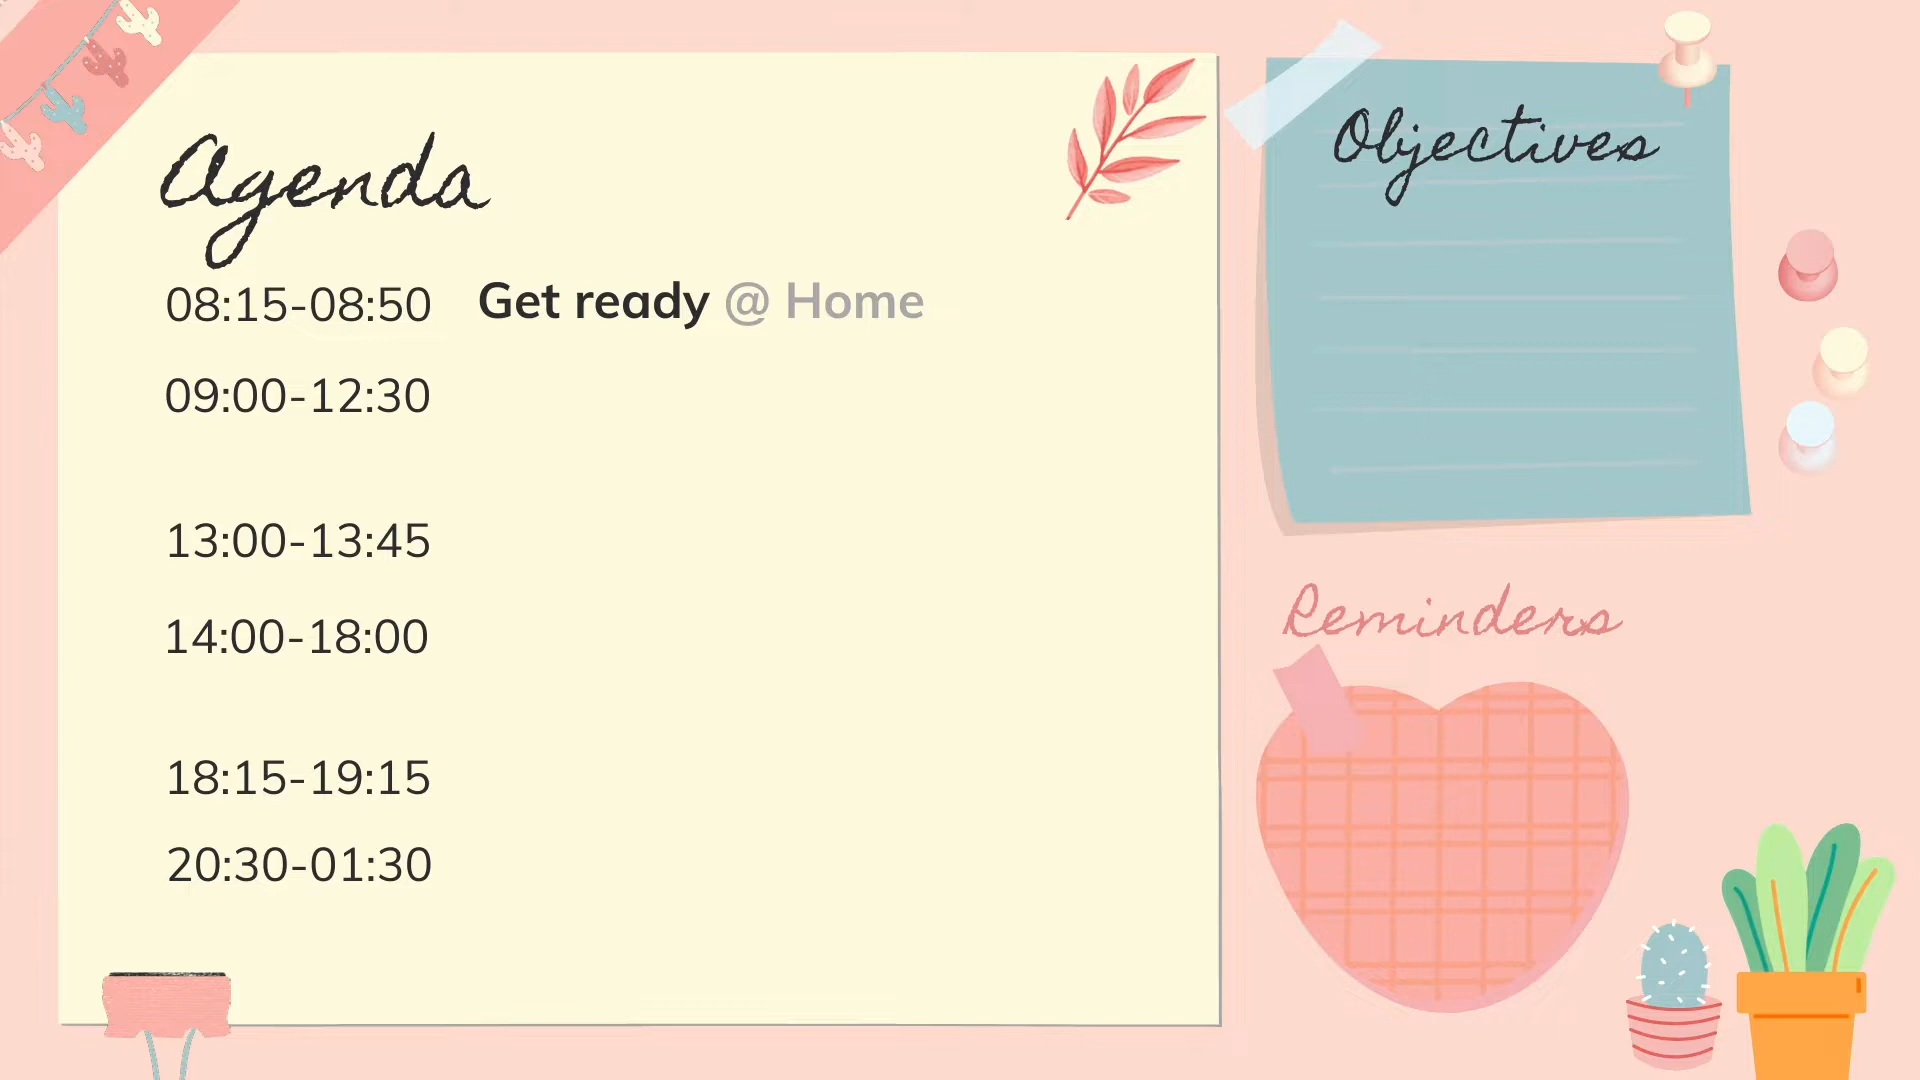 Agenda
08:15-08:50 Get ready @ Home
09:00-12:30
13:00-13:45
14:00-18:00
18:15-19:15
20:30-01:30
Objectives
Reminders